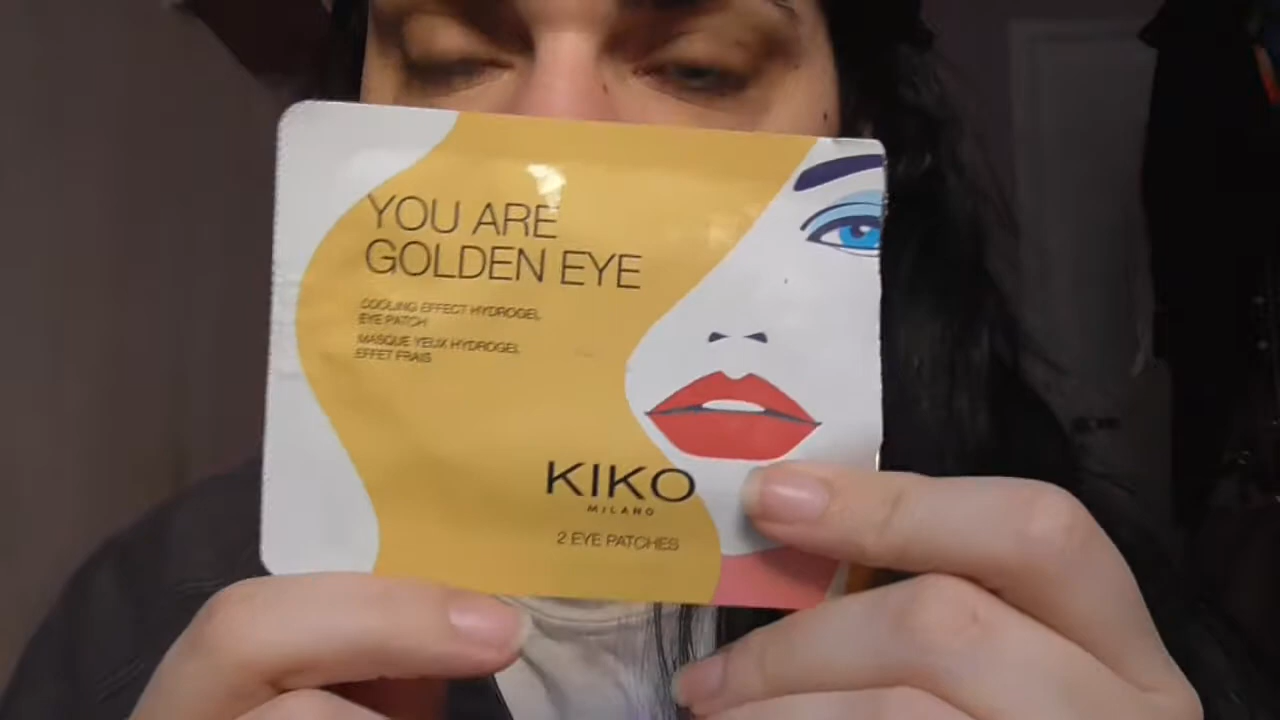 YOU ARE
GOLDEN EYE
COOLING EFFECT HYDROGEL
EYE PATCH
MASQUE YEUX HYDROGEL
EFFET FRAIS
KIKO
MILANO
2 EYE PATCHES